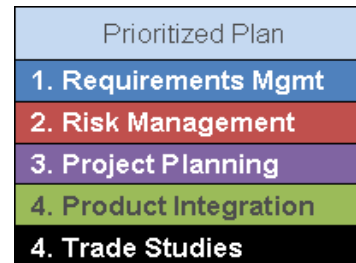 Prioritized Plan
1. Requirements Mgmt
2. Risk Management
3. Project Planning
4. Product Integration
4. Trade Studies